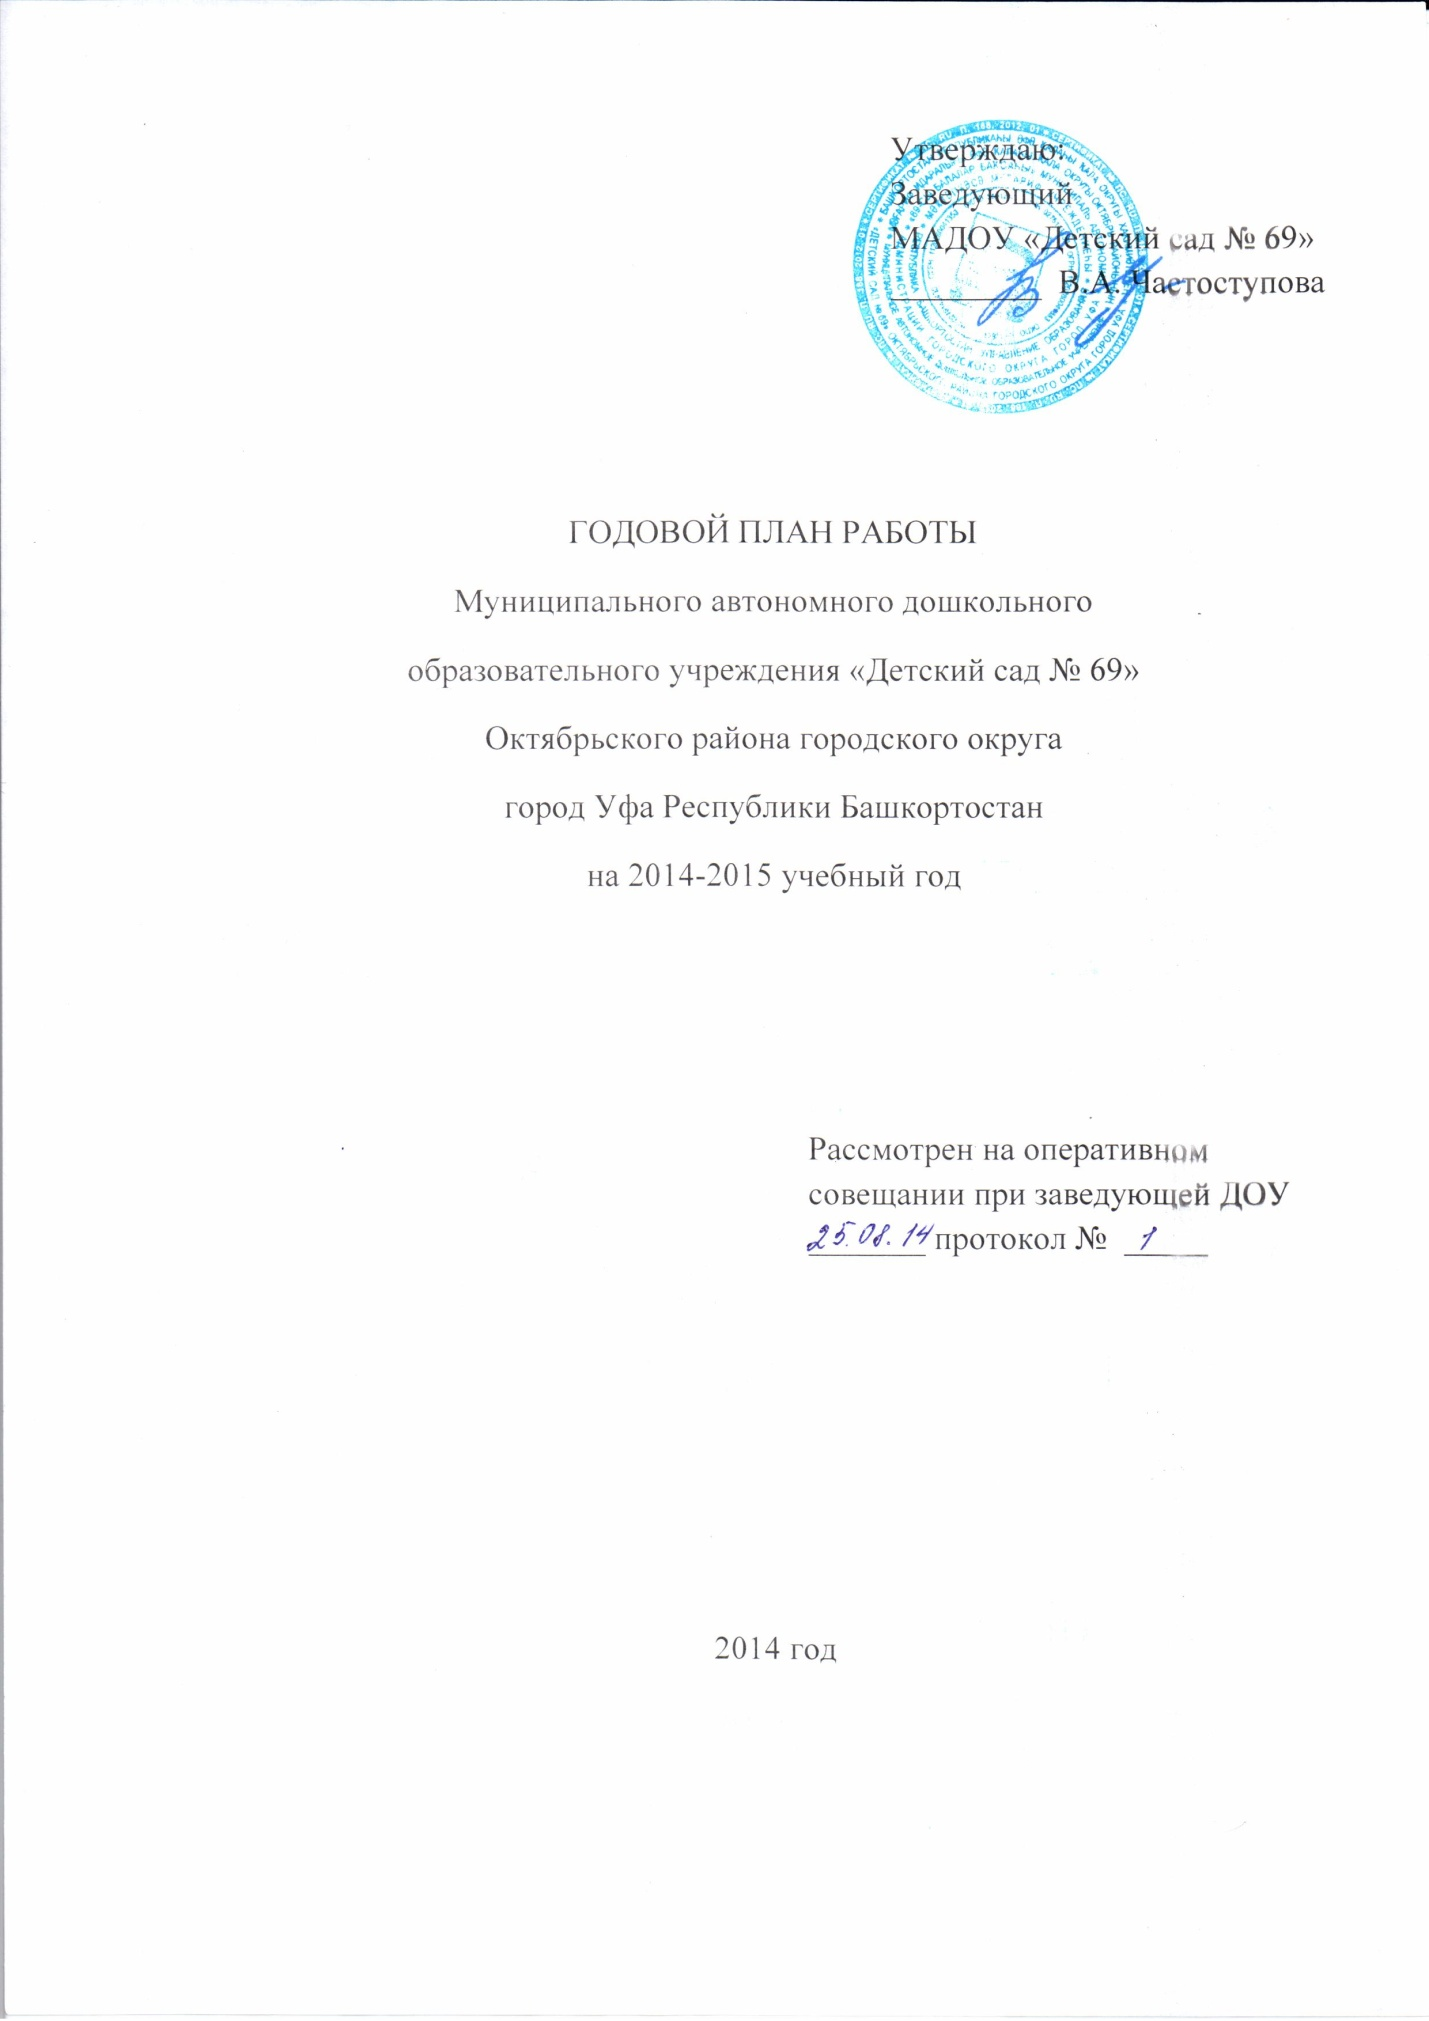 Утверждаю:
Заведующий
МАДОУ «Детский сад № 69»
В.А. Частоступова
ГОДОВОЙ ПЛАН РАБОТЫ
Муниципального автономного дошкольного
образовательного учреждения «Детский сад № 69»
Октябрьского района городского округа
город Уфа Республики Башкортостан
на 2014-2015 учебный год
Рассмотрен на оперативном
совещании при заведующей ДОУ
25.08.14 протокол № 1
2014 год